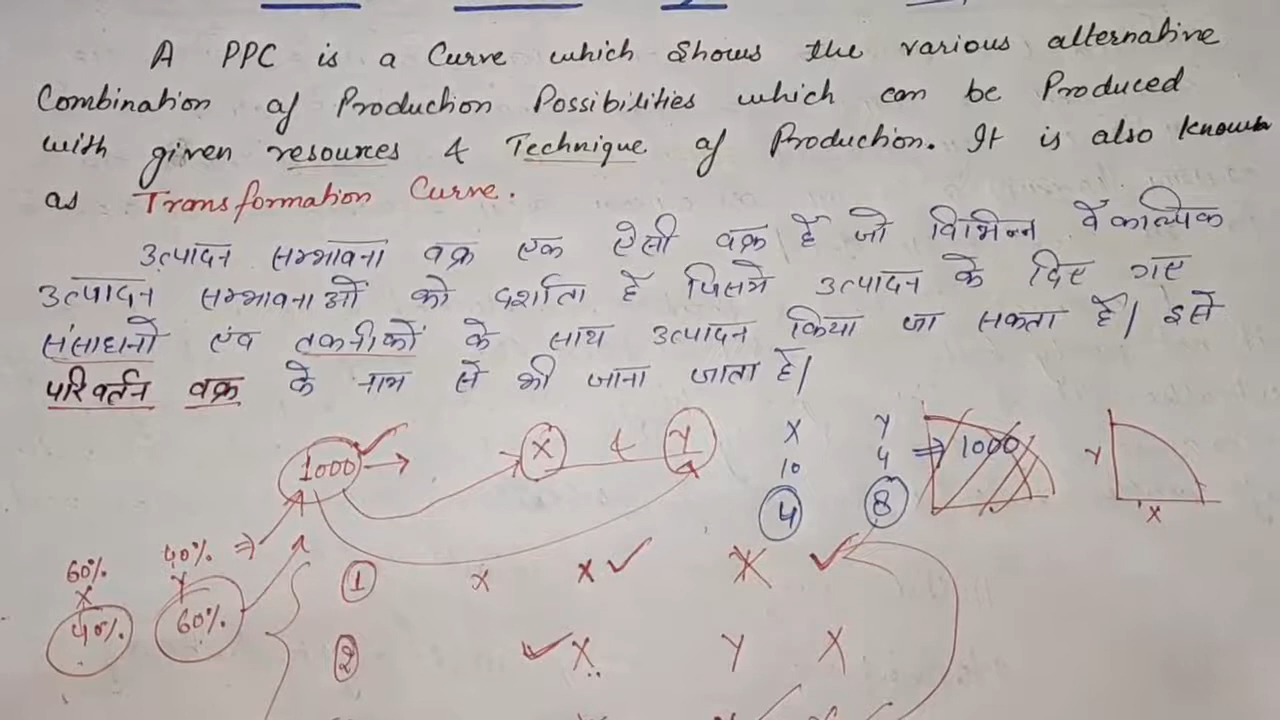 A PPC is a Curve which shows the various alternative
Combination of Production Possibilities which can be Produced
with given resources & Technique of Production. It is also known
as Transformation Curve.
उत्पादन सम्भावना वक्र एक ऐसी वक्र है जो विभिन्न वैकल्पिक
उत्पादन सम्भावनाओं को दर्शाता है जिसमे उत्पादन के दिए गए
संसाधनो एंव तकनीकों के साथ उत्पादन किया जा सकता है। इसे
परिवर्तन वक्र के नाम से भी जाना जाता है।
1000 → X & Y
X Y
10 4 ⇒ 1000
4 8
Y
X
60% 40% ⇒
X Y
40% 60%
① X X ✓ X ✓
② ✓ X Y X